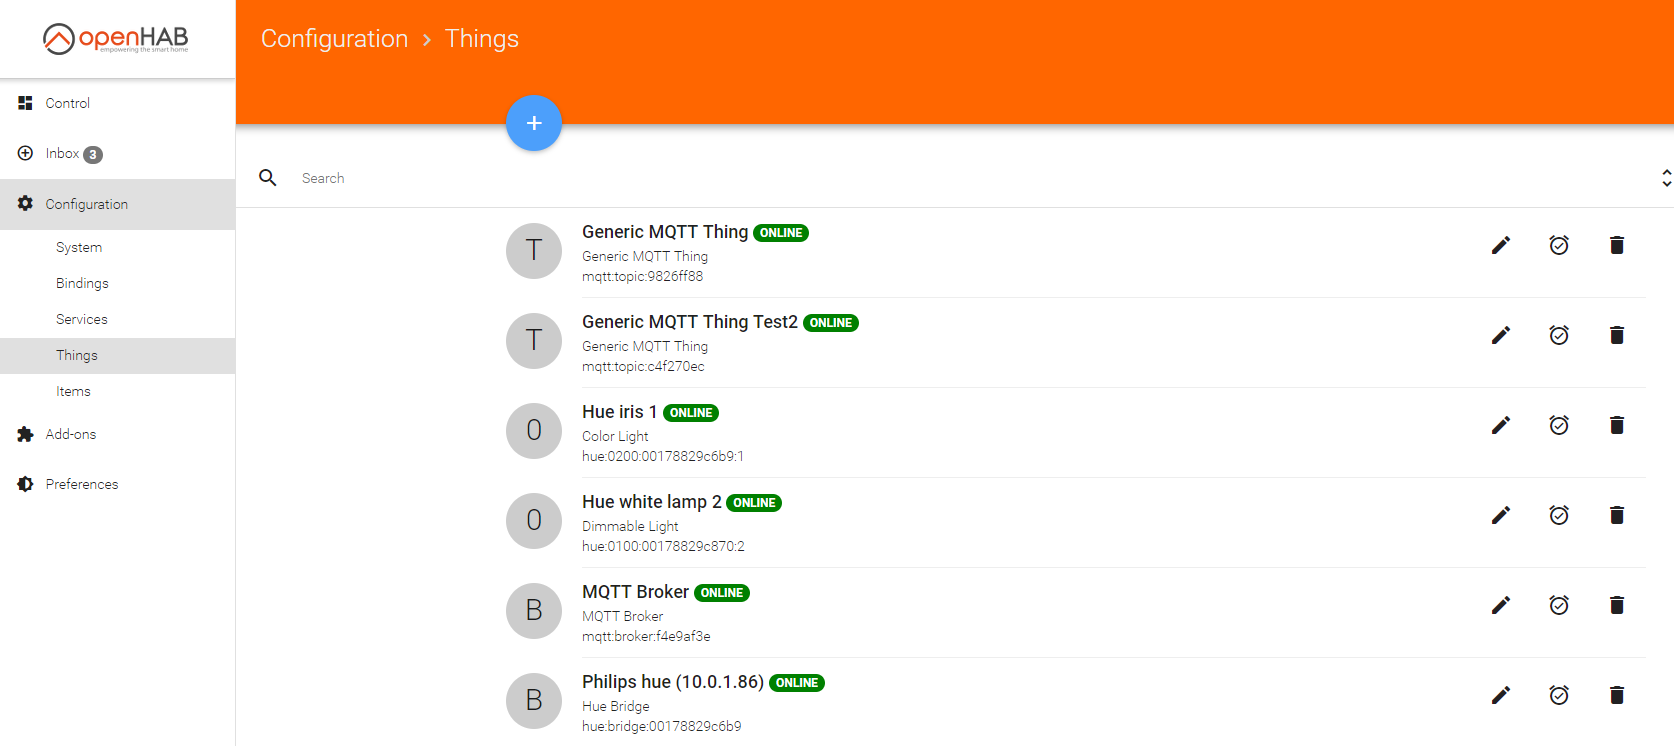 openHAB
empowering the smart home
Control
Inbox 3
Configuration
System
Bindings
Services
Things
Items
Add-ons
Preferences
Configuration > Things
+
Search
T
Generic MQTT Thing ONLINE
Generic MQTT Thing
mqtt:topic:9826ff88
T
Generic MQTT Thing Test2 ONLINE
Generic MQTT Thing
mqtt:topic:c4f270ec
0
Hue iris 1 ONLINE
Color Light
hue:0200:00178829c6b9:1
0
Hue white lamp 2 ONLINE
Dimmable Light
hue:0100:00178829c870:2
B
MQTT Broker ONLINE
MQTT Broker
mqtt:broker:f4e9af3e
B
Philips hue (10.0.1.86) ONLINE
Hue Bridge
hue:bridge:00178829c6b9